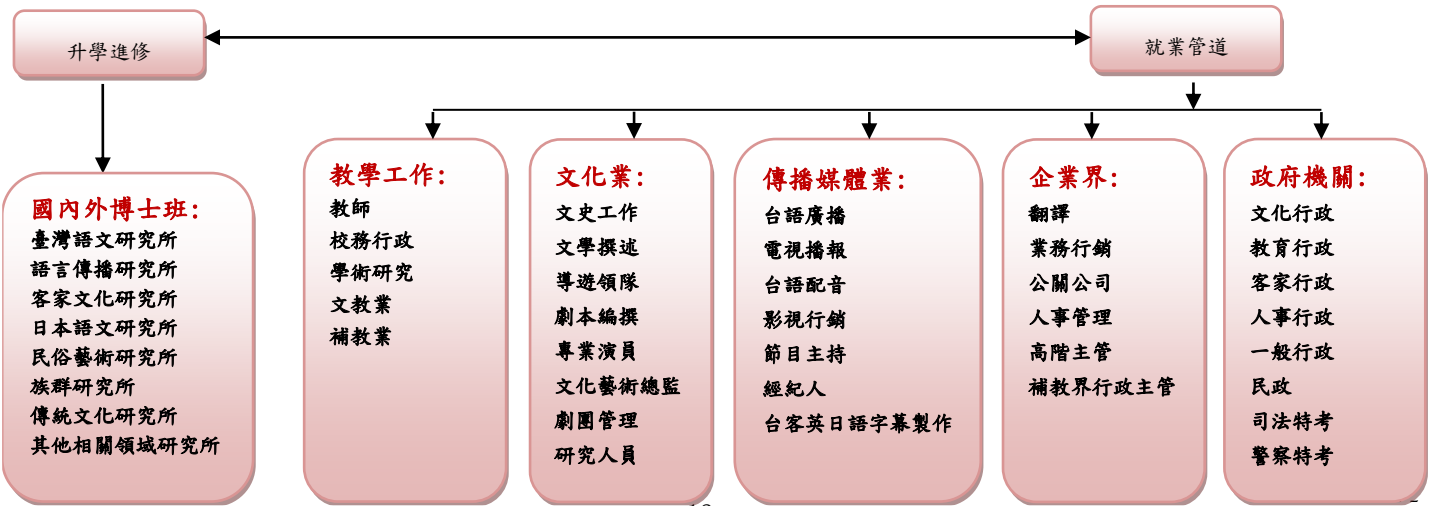 升學進修
就業管道
國內外博士班:
臺灣語文研究所
語言傳播研究所
客家文化研究所
日本語文研究所
民俗藝術研究所
族群研究所
傳統文化研究所
其他相關領域研究所
教學工作:
教師
校務行政
學術研究
文教業
補教業
文化業:
文史工作
文學撰述
導遊領隊
劇本編撰
專業演員
文化藝術總監
劇團管理
研究人員
傳播媒體業:
台語廣播
電視播報
台語配音
影視行銷
節目主持
經紀人
台客英日語字幕製作
企業界:
翻譯
業務行銷
公關公司
人事管理
高階主管
補教界行政主管
政府機關:
文化行政
教育行政
客家行政
人事行政
一般行政
民政
司法特考
警察特考